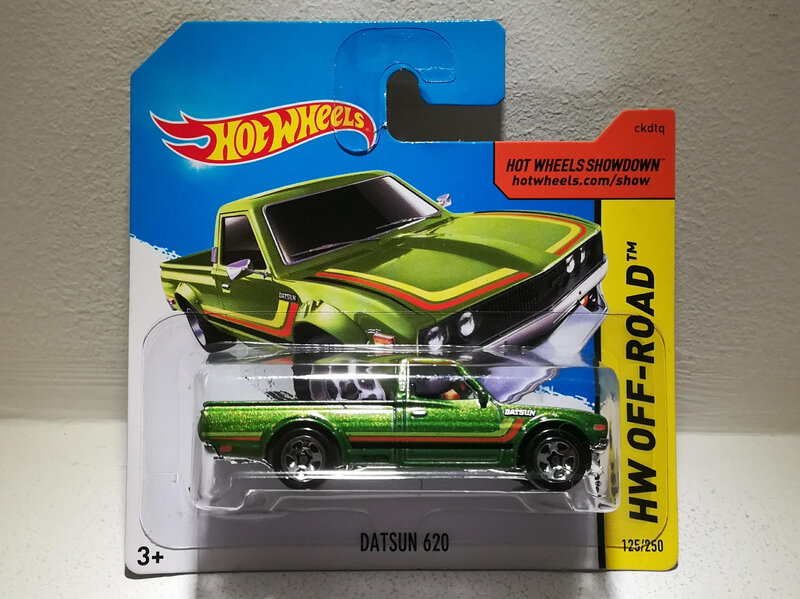 HOT WHEELS
ckdtq
HOT WHEELS SHOWDOWN™
hotwheels.com/show
HW OFF-ROAD™
DATSUN
DATSUN
3+
DATSUN 620
125/250